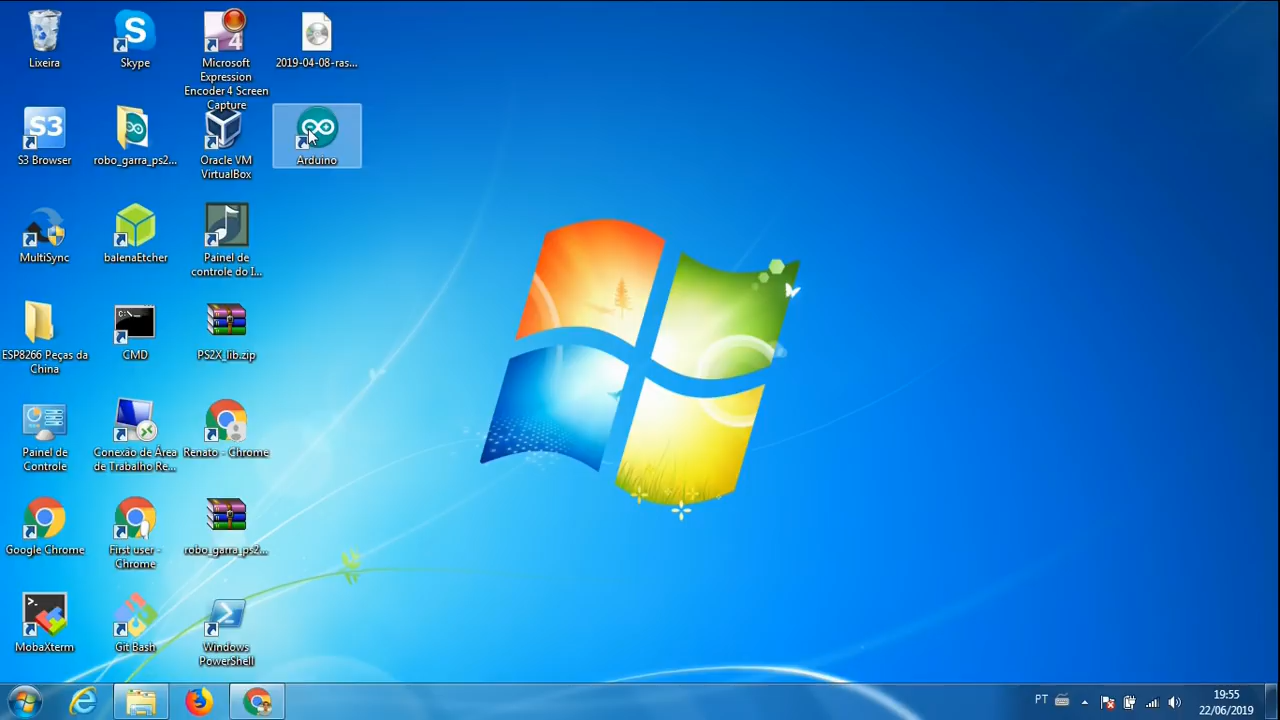 Lixeira
Skype
Microsoft
Expression
Encoder 4 Screen
Capture
2019-04-08-ras...
S3
S3 Browser
robo_garra_ps2...
Oracle VM
VirtualBox
Arduino
MultiSync
balenaEtcher
Painel de
controle do I...
ESP8266 Peças da
China
C:\_
CMD
PS2X_lib.zip
Painel de
Controle
Conexão de Área
de Trabalho Re...
Renato - Chrome
Google Chrome
First user -
Chrome
robo_garra_ps2...
MobaXterm
Git Bash
Windows
PowerShell
PT
19:55
22/06/2019